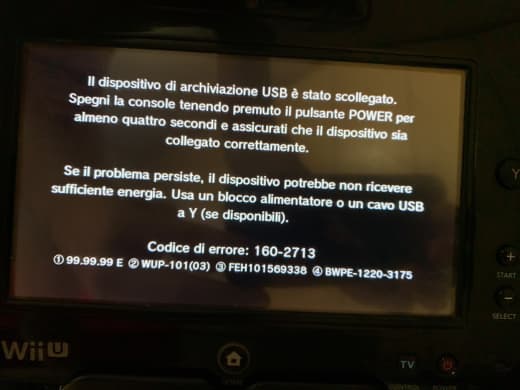 Il dispositivo di archiviazione USB è stato scollegato.
Spegni la console tenendo premuto il pulsante POWER per
almeno quattro secondi e assicurati che il dispositivo sia
collegato correttamente.
Se il problema persiste, il dispositivo potrebbe non ricevere
sufficiente energia. Usa un blocco alimentatore o un cavo USB
a Y (se disponibili).
Codice di errore: 160-2713
① 99.99.99 E ② WUP-101(03) ③ FEH101569338 ④ BWPE-1220-3175
Y
+
START
−
SELECT
Wii U
TV